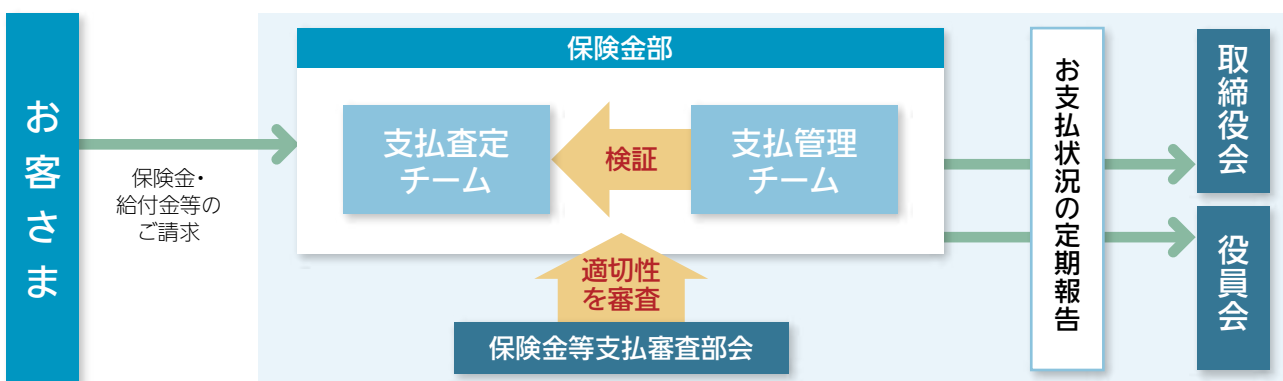 お客さま
保険金・
給付金等の
ご請求
保険金部
支払査定
チーム
検証
支払管理
チーム
適切性
を審査
保険金等支払審査部会
お支払状況の定期報告
取締役会
役員会